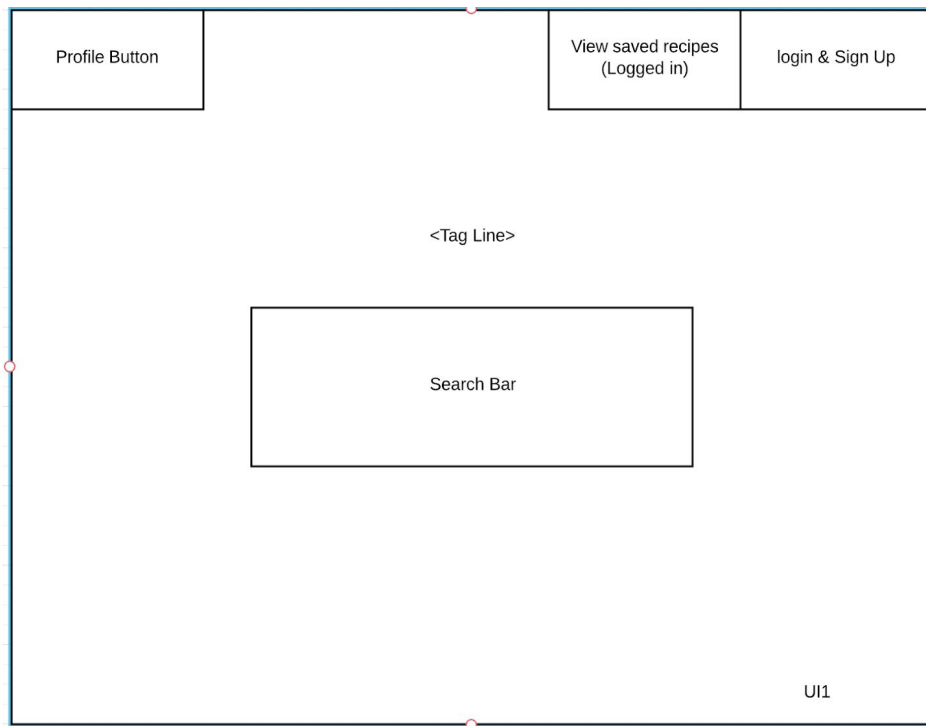 Profile Button
View saved recipes
(Logged in)
login & Sign Up
<Tag Line>
Search Bar
UI1